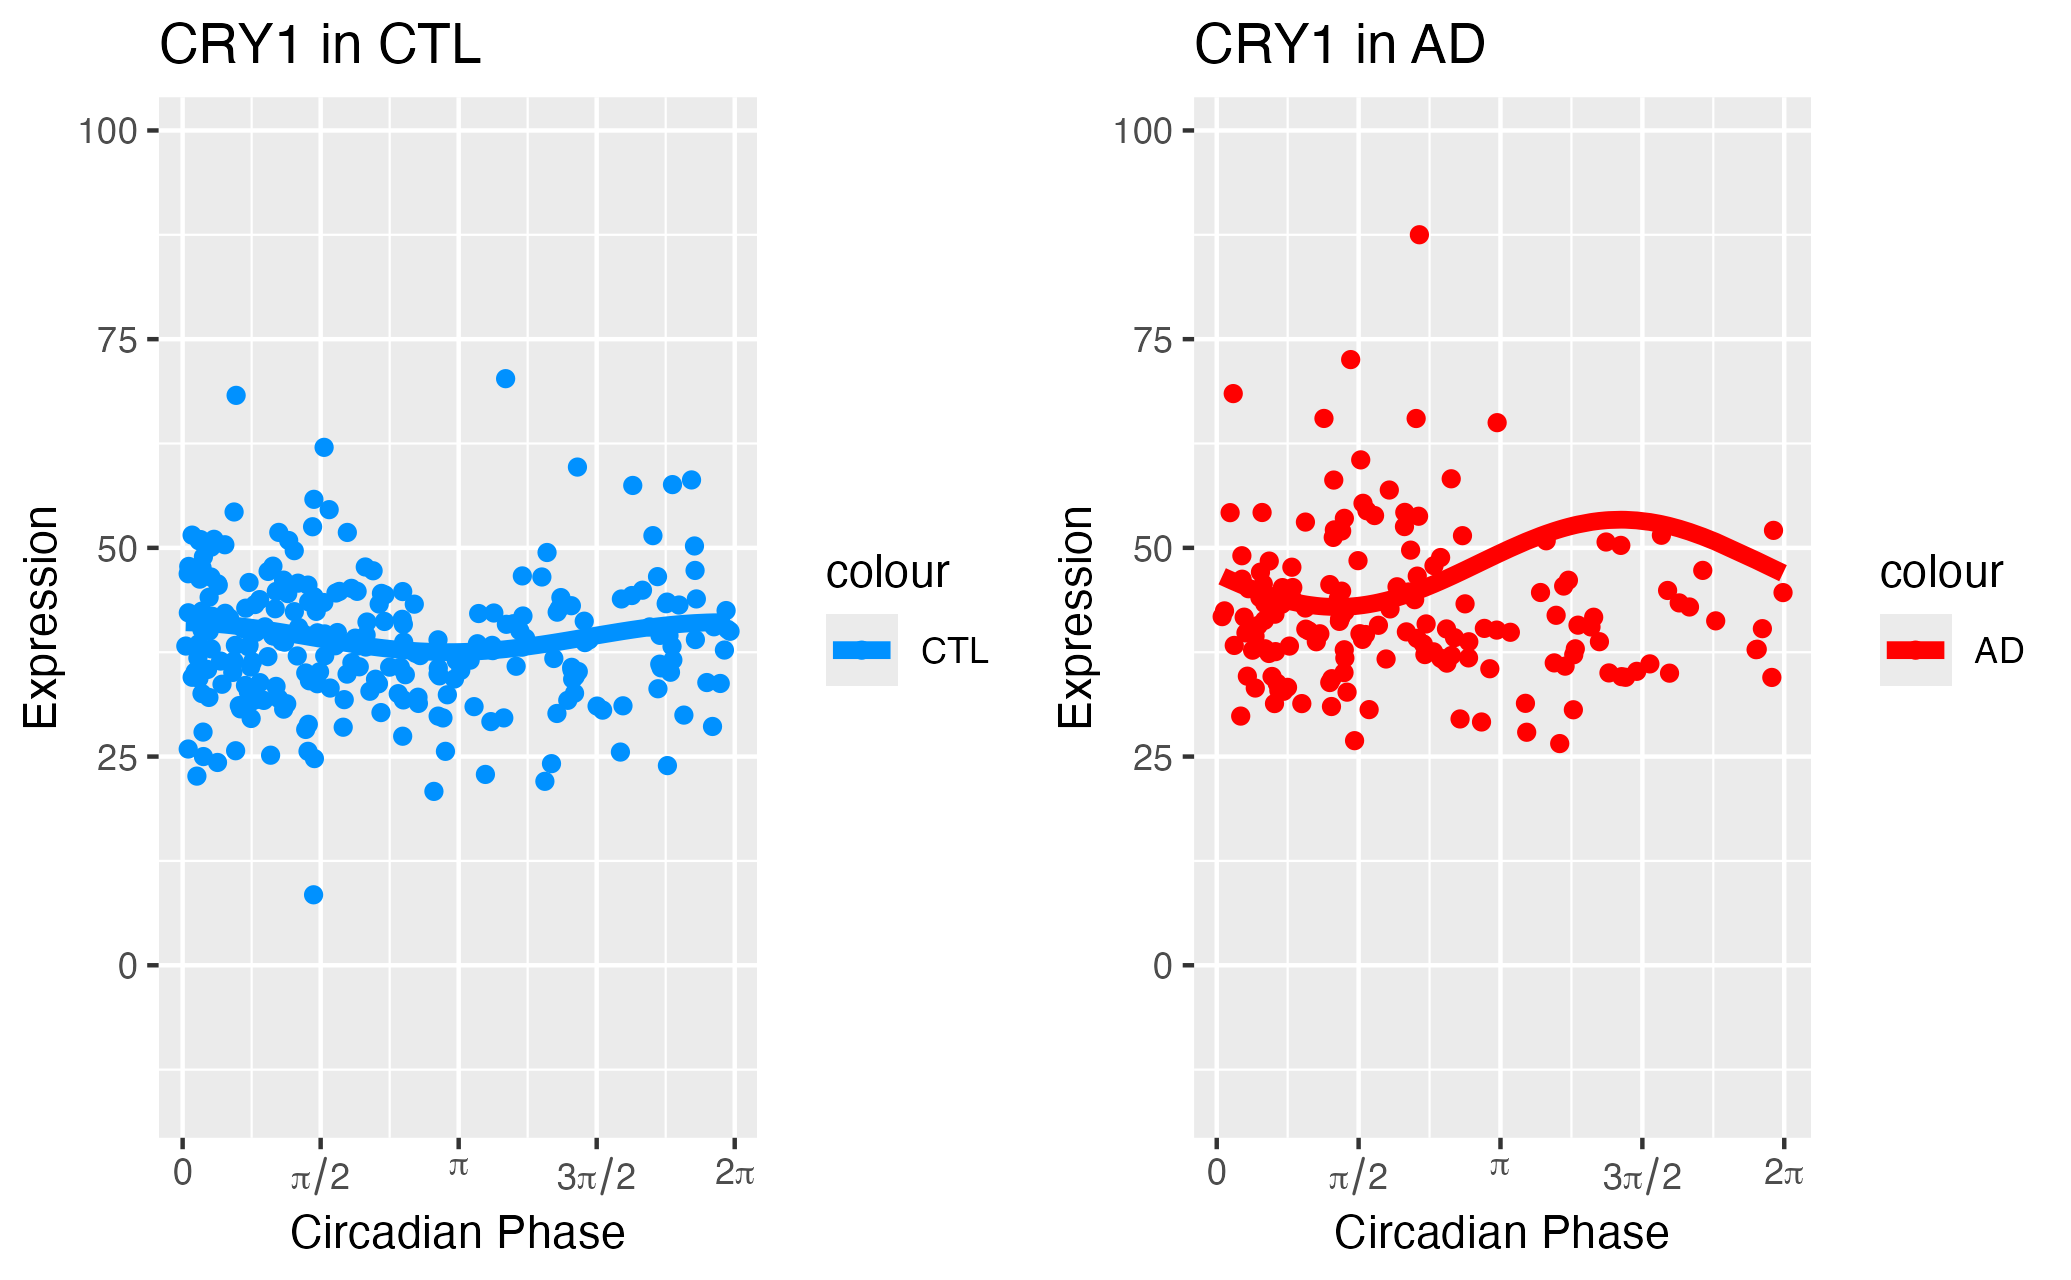 CRY1 in CTL
100
75
50
25
0
Expression
0 π/2 π 3π/2 2π
Circadian Phase
colour
CTL
CRY1 in AD
100
75
50
25
0
Expression
0 π/2 π 3π/2 2π
Circadian Phase
colour
AD